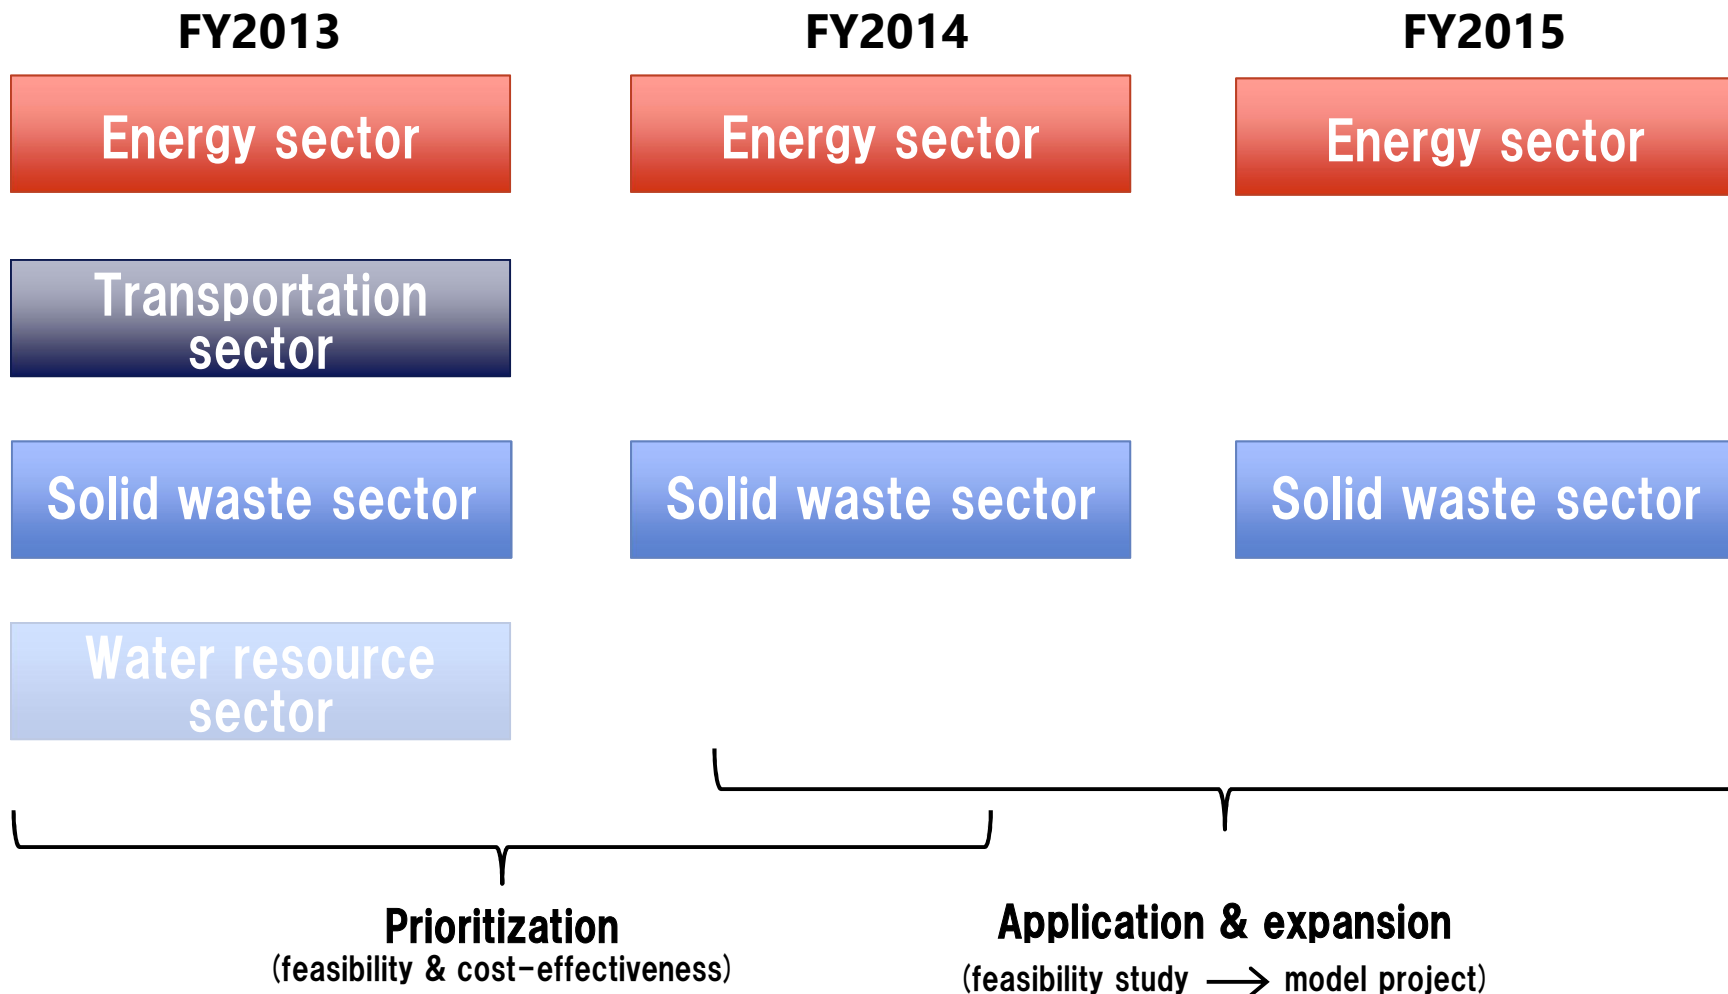 FY2013
FY2014
FY2015
Energy sector
Energy sector
Energy sector
Transportation
sector
Solid waste sector
Solid waste sector
Solid waste sector
Water resource
sector
Prioritization
(feasibility & cost-effectiveness)
Application & expansion
(feasibility study → model project)